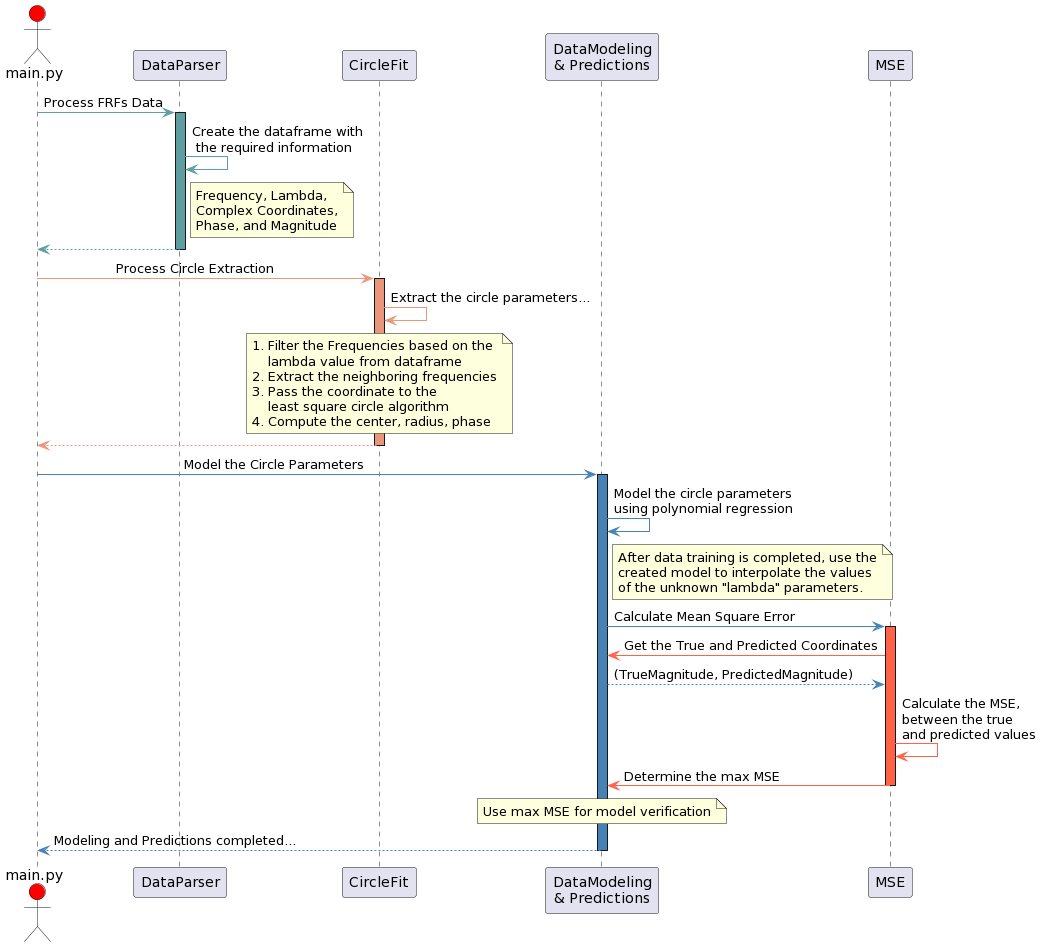 main.py
DataParser
CircleFit
DataModeling
& Predictions
MSE
Process FRFs Data
Create the dataframe with
the required information
Frequency, Lambda,
Complex Coordinates,
Phase, and Magnitude
Process Circle Extraction
Extract the circle parameters...
1. Filter the Frequencies based on the
lambda value from dataframe
2. Extract the neighboring frequencies
3. Pass the coordinate to the
least square circle algorithm
4. Compute the center, radius, phase
Model the Circle Parameters
Model the circle parameters
using polynomial regression
After data training is completed, use the
created model to interpolate the values
of the unknown "lambda" parameters.
Calculate Mean Square Error
Get the True and Predicted Coordinates
(TrueMagnitude, PredictedMagnitude)
Calculate the MSE,
between the true
and predicted values
Determine the max MSE
Use max MSE for model verification
Modeling and Predictions completed...
main.py
DataParser
CircleFit
DataModeling
& Predictions
MSE